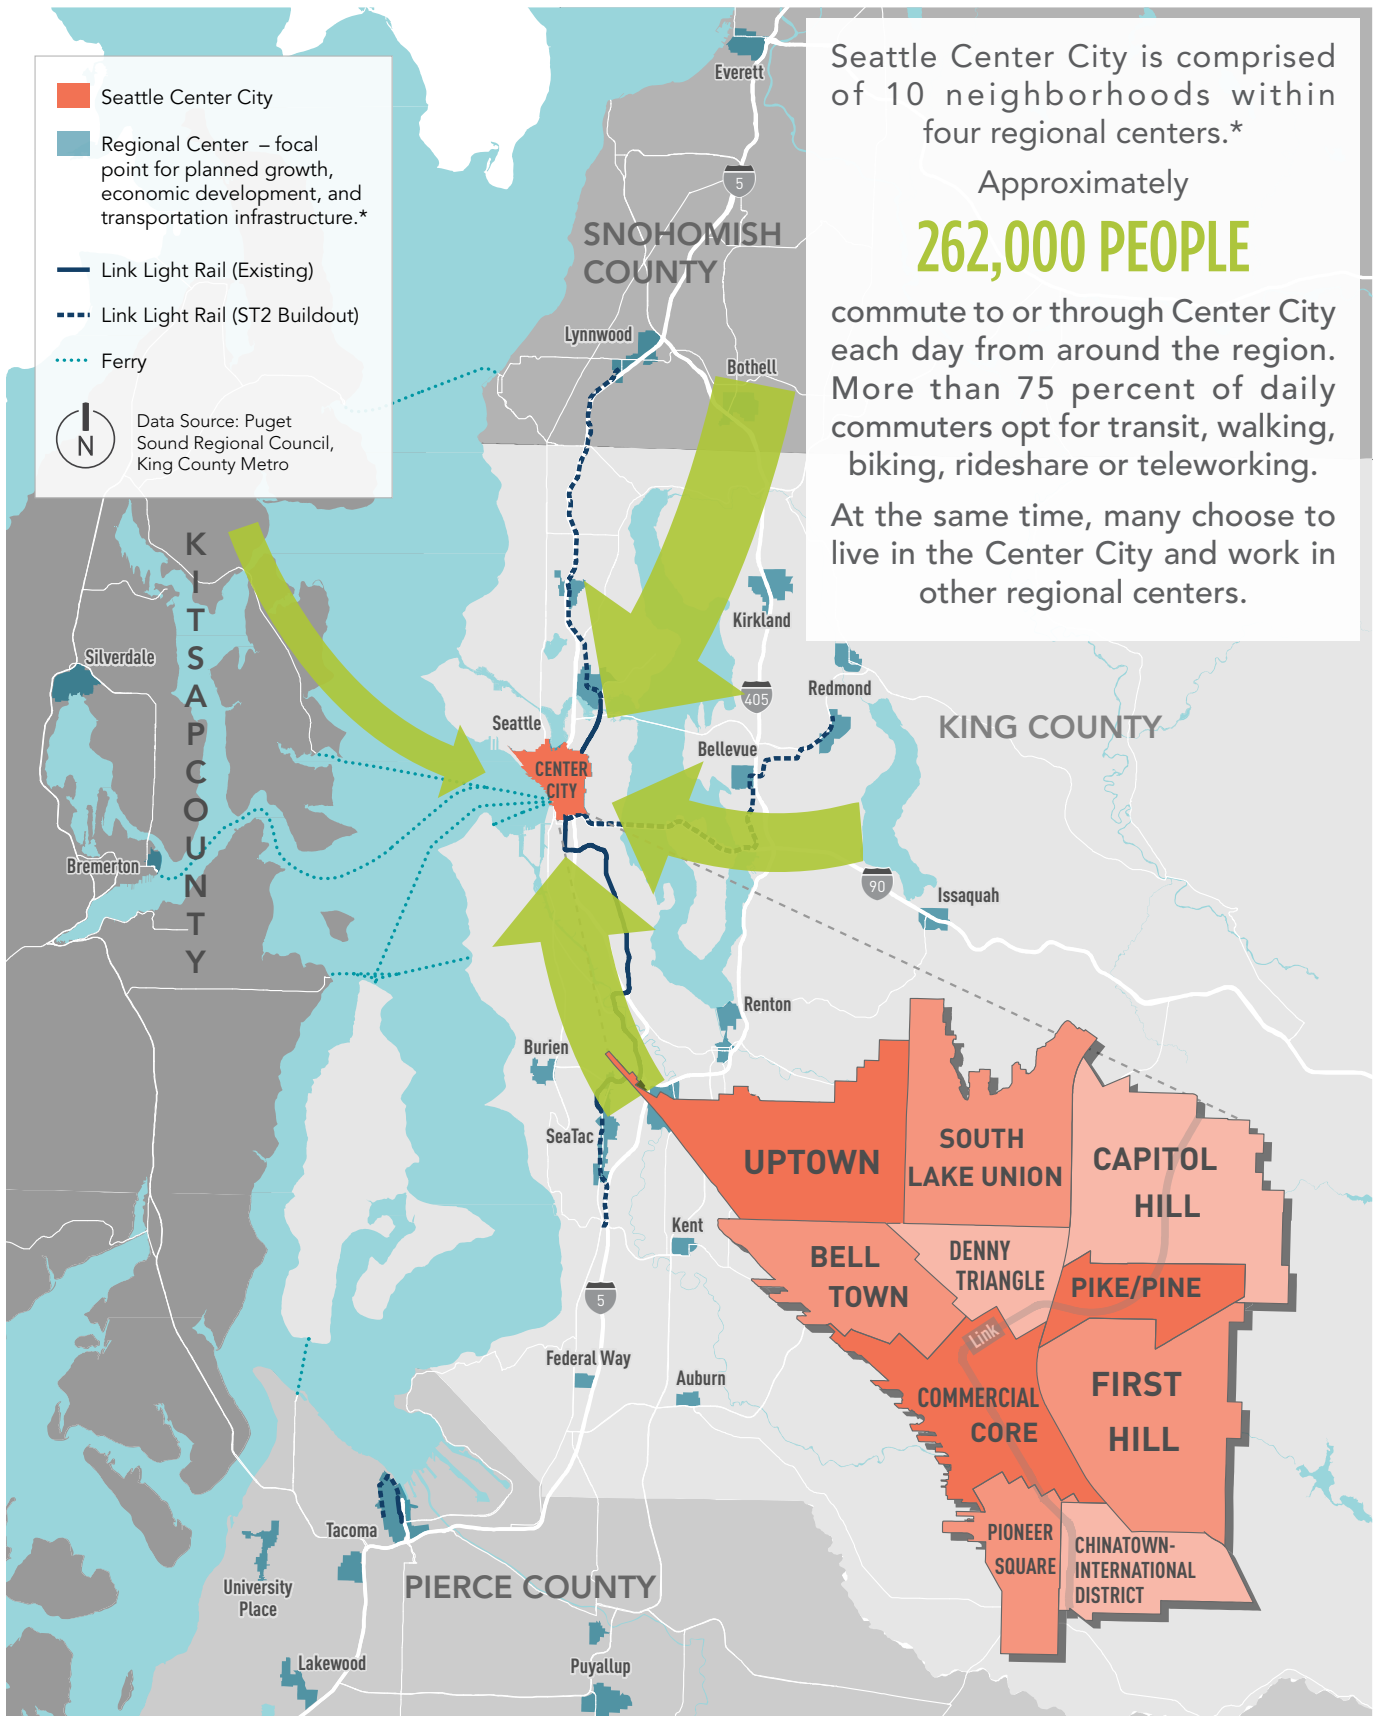 Seattle Center City
Regional Center – focal
point for planned growth,
economic development, and
transportation infrastructure.*
Link Light Rail (Existing)
Link Light Rail (ST2 Buildout)
Ferry
N
Data Source: Puget
Sound Regional Council,
King County Metro
Seattle Center City is comprised
of 10 neighborhoods within
four regional centers.*
Approximately
262,000 PEOPLE
commute to or through Center City
each day from around the region.
More than 75 percent of daily
commuters opt for transit, walking,
biking, rideshare or teleworking.
At the same time, many choose to
live in the Center City and work in
other regional centers.
Everett
5
SNOHOMISH
COUNTY
Lynnwood
Bothell
KITSAP COUNTY
Kirkland
Silverdale
Redmond
405
Seattle
Bellevue
KING COUNTY
CENTER
CITY
Bremerton
90
Issaquah
Renton
Burien
SeaTac
Kent
5
Federal Way
Auburn
Tacoma
University
Place
PIERCE COUNTY
Lakewood
Puyallup
UPTOWN
SOUTH
LAKE UNION
CAPITOL
HILL
BELL
TOWN
DENNY
TRIANGLE
PIKE/PINE
Link
COMMERCIAL
CORE
FIRST
HILL
PIONEER
SQUARE
CHINATOWN-
INTERNATIONAL
DISTRICT